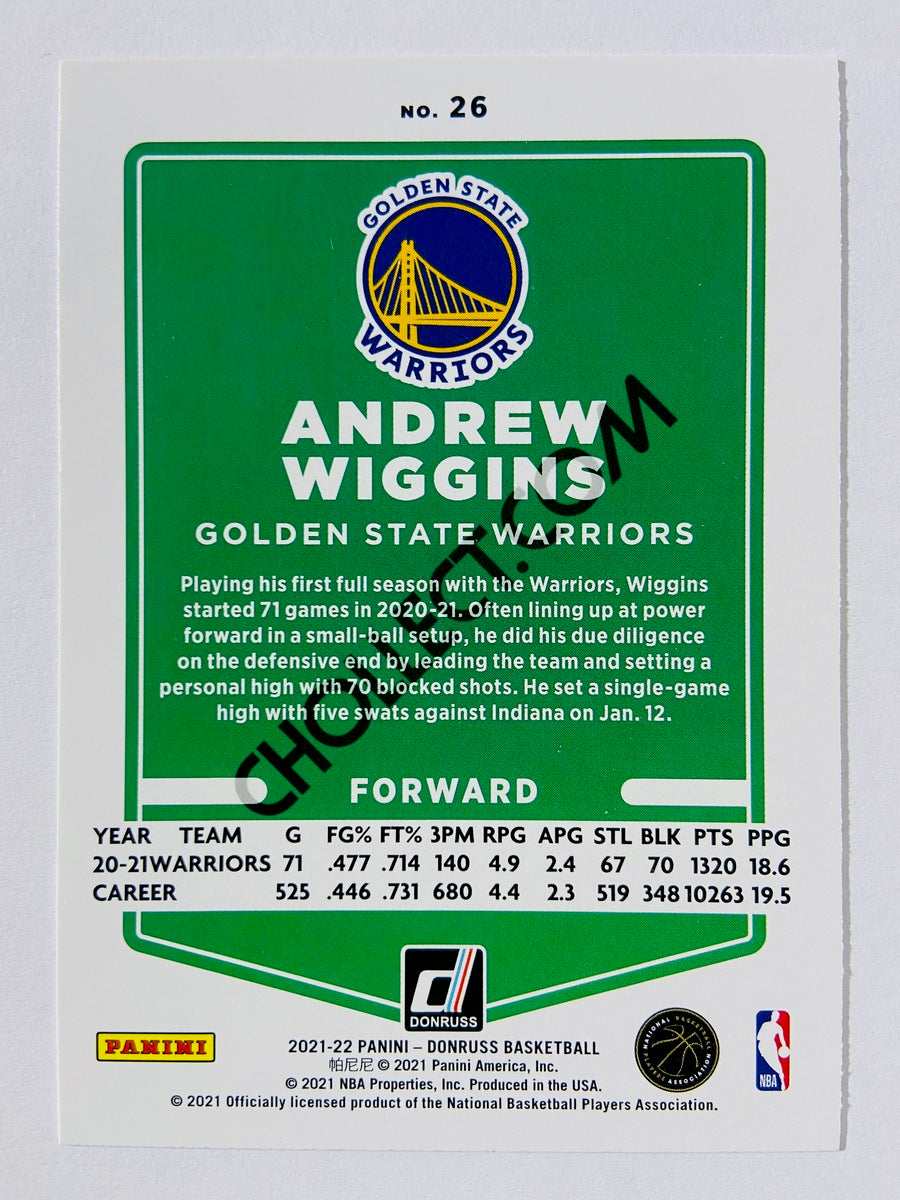 NO. 26
GOLDEN STATE
WARRIORS
ANDREW
WIGGINS
GOLDEN STATE WARRIORS
Playing his first full season with the Warriors, Wiggins
started 71 games in 2020-21. Often lining up at power
forward in a small-ball setup, he did his due diligence
on the defensive end by leading the team and setting a
personal high with 70 blocked shots. He set a single-game
high with five swats against Indiana on Jan. 12.
CHOLLECT.COM
FORWARD
YEAR TEAM G FG% FT% 3PM RPG APG STL BLK PTS PPG
20-21 WARRIORS 71 .477 .714 140 4.9 2.4 67 70 1320 18.6
CAREER 525 .446 .731 680 4.4 2.3 519 348 10263 19.5
d
DONRUSS
PANINI
2021-22 PANINI – DONRUSS BASKETBALL
帕尼尼 © 2021 Panini America, Inc.
© 2021 NBA Properties, Inc. Produced in the USA.
© 2021 Officially licensed product of the National Basketball Players Association.
NATIONAL BASKETBALL
PLAYERS ASSOCIATION
NBA